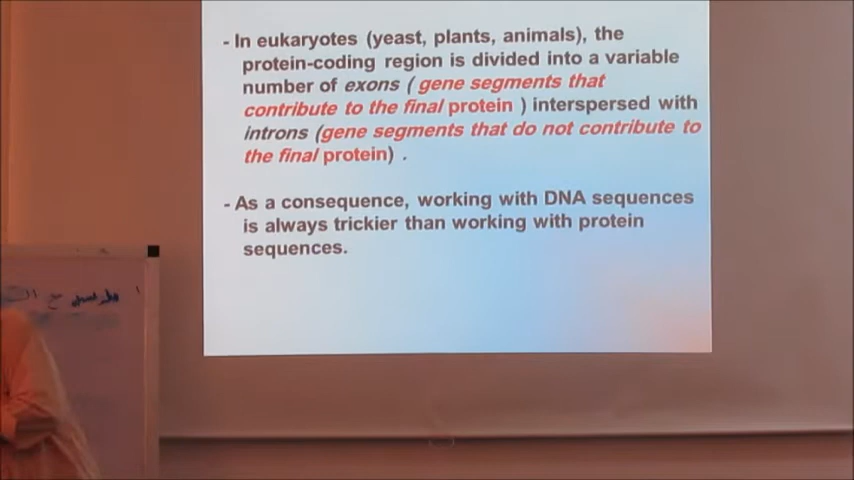 - In eukaryotes (yeast, plants, animals), the
protein-coding region is divided into a variable
number of exons ( gene segments that
contribute to the final protein ) interspersed with
introns (gene segments that do not contribute to
the final protein) .
- As a consequence, working with DNA sequences
is always trickier than working with protein
sequences.